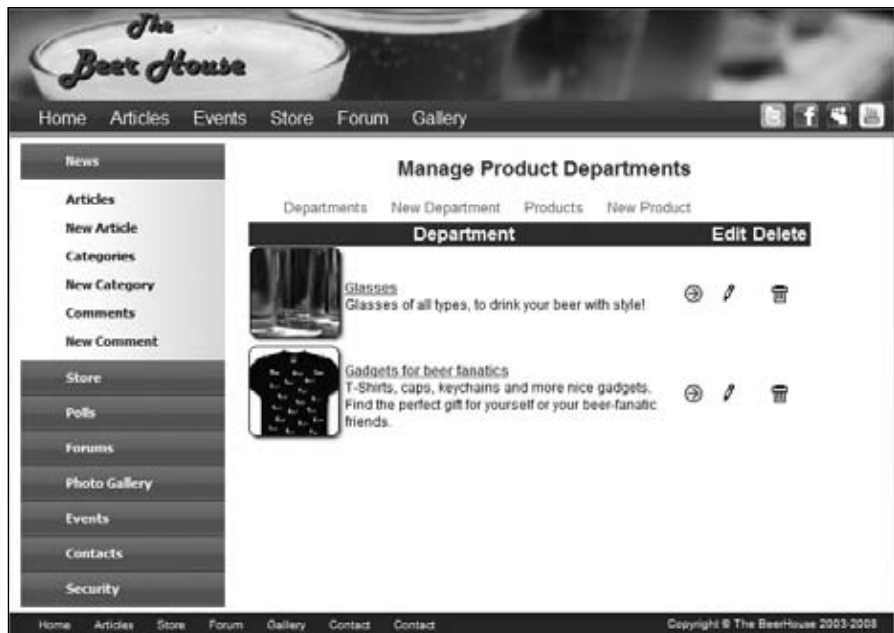 The
Beer House
Home Articles Events Store Forum Gallery
News
Articles
New Article
Categories
New Category
Comments
New Comment
Store
Polls
Forums
Photo Gallery
Events
Contacts
Security
Manage Product Departments
Departments New Department Products New Product
Department Edit Delete
Glasses
Glasses of all types, to drink your beer with style!
Gadgets for beer fanatics
T-Shirts, caps, keychains and more nice gadgets.
Find the perfect gift for yourself or your beer-fanatic
friends.
Home Articles Store Forum Gallery Contact Contact Copyright © The BeerHouse 2003-2008